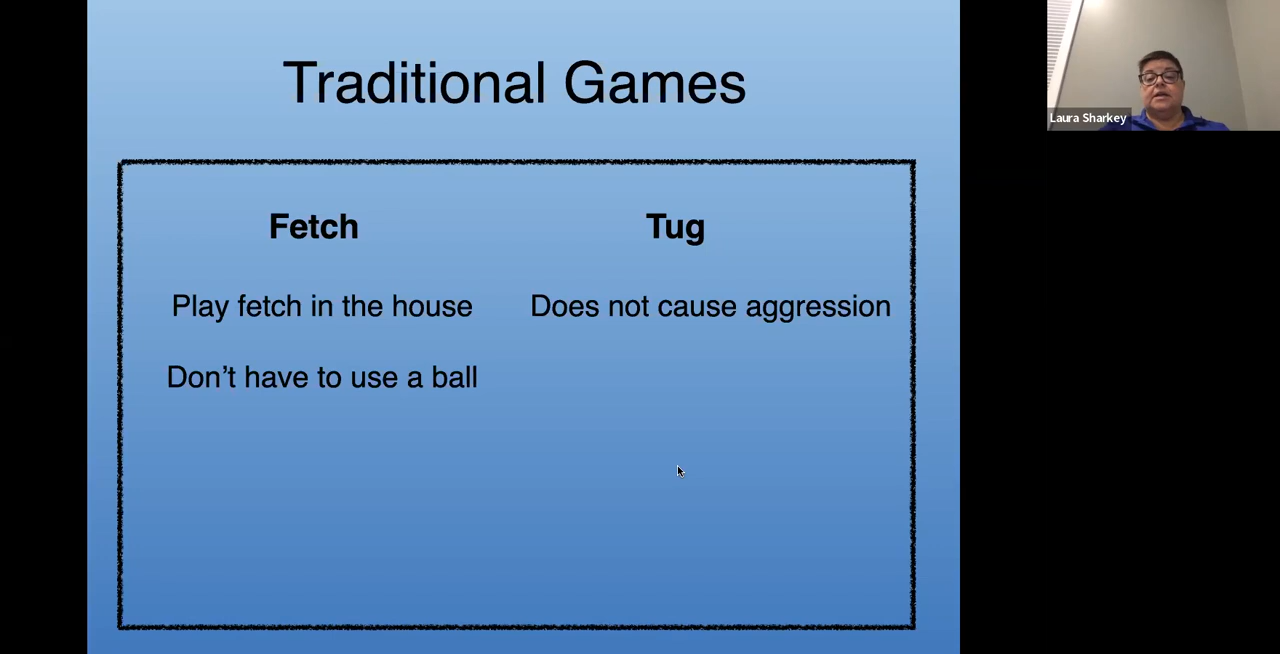 Traditional Games
Laura Sharkey
Fetch
Tug
Play fetch in the house
Does not cause aggression
Don't have to use a ball